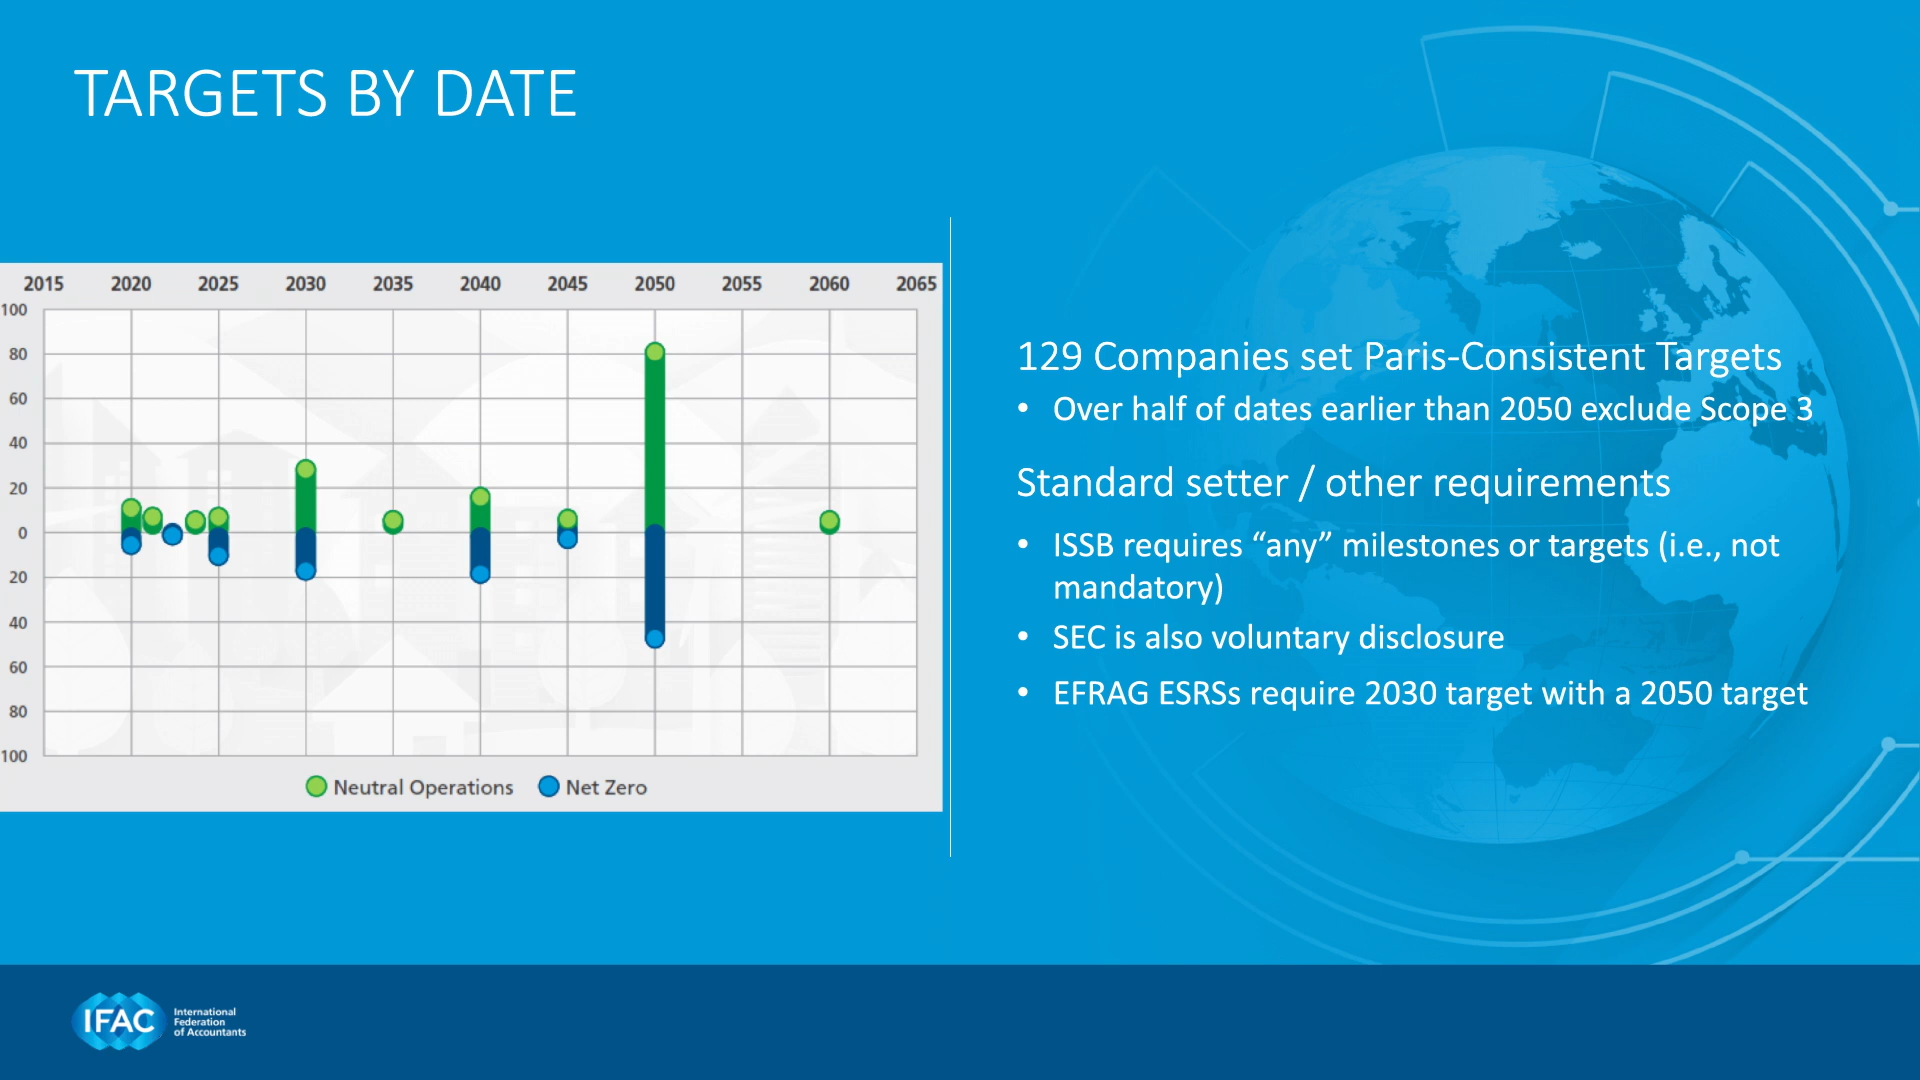 TARGETS BY DATE
2015 2020 2025 2030 2035 2040 2045 2050 2055 2060 2065
100
80
60
40
20
0
20
40
60
80
100
Neutral Operations Net Zero
129 Companies set Paris-Consistent Targets
• Over half of dates earlier than 2050 exclude Scope 3
Standard setter / other requirements
• ISSB requires “any” milestones or targets (i.e., not
mandatory)
• SEC is also voluntary disclosure
• EFRAG ESRSs require 2030 target with a 2050 target
IFAC
International
Federation
of Accountants